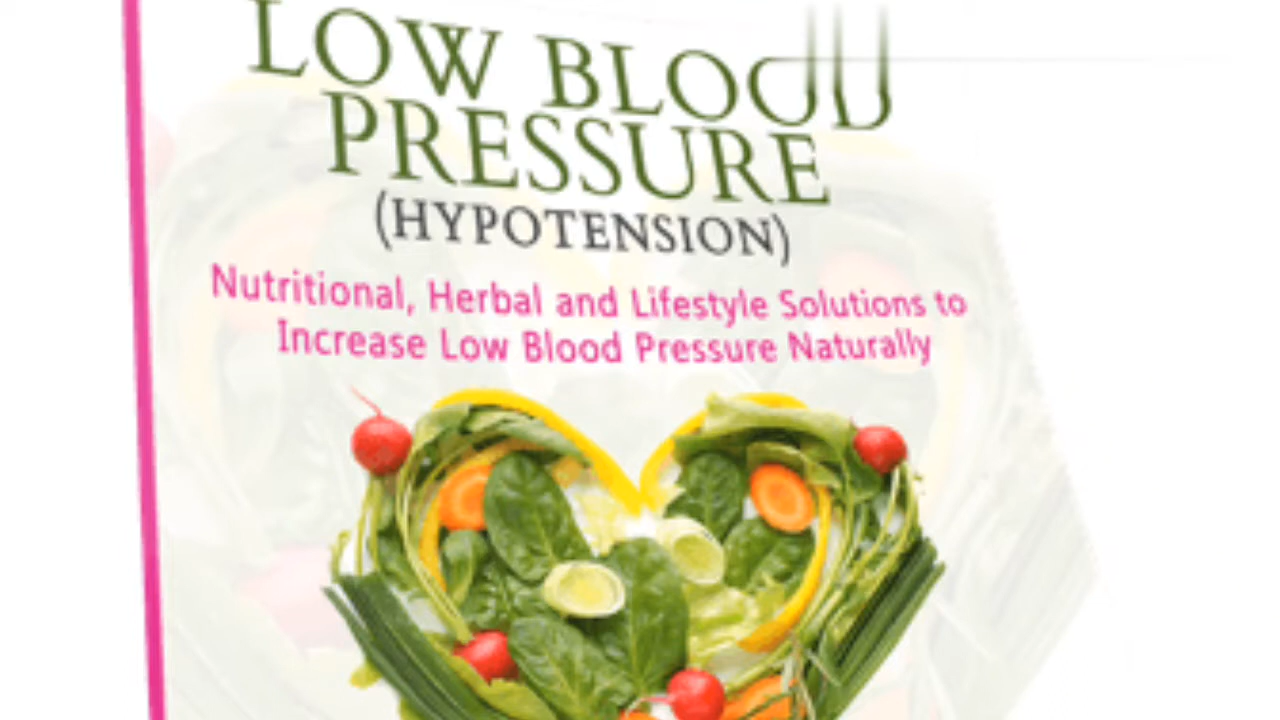 LOW BLOOD
PRESSURE
(HYPOTENSION)
Nutritional, Herbal and Lifestyle Solutions to
Increase Low Blood Pressure Naturally